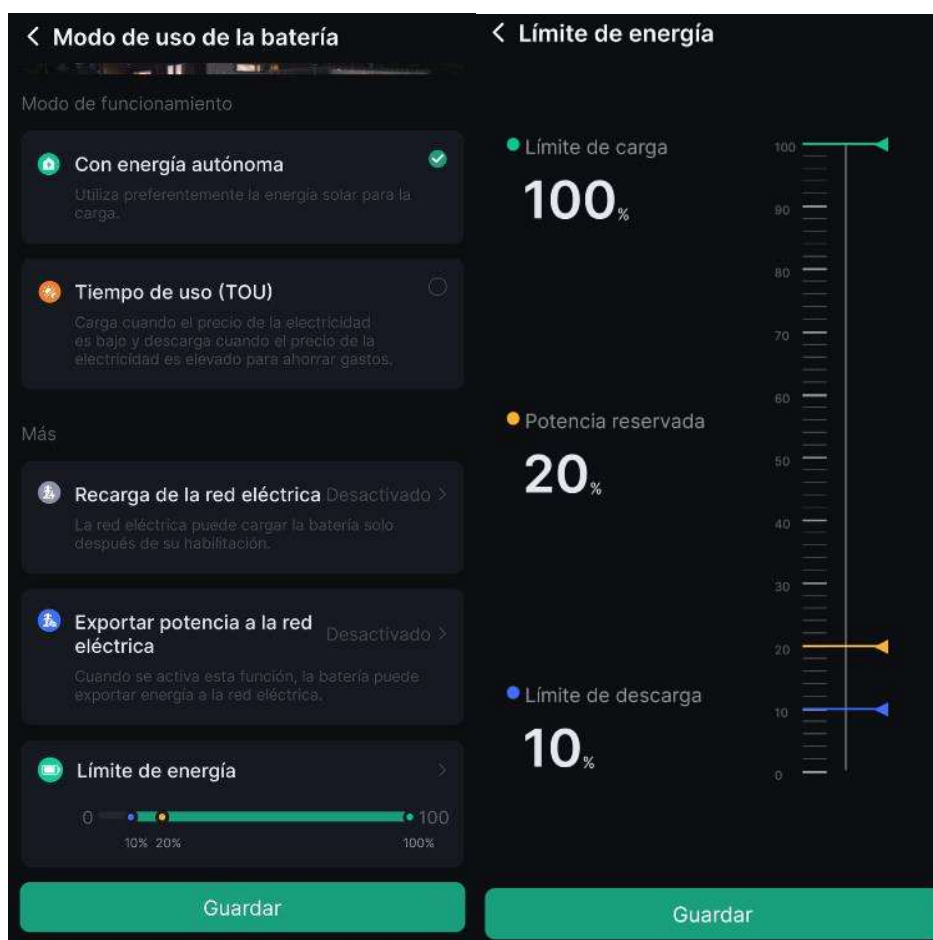 Modo de uso de la batería
Modo de funcionamiento
Con energía autónoma
Utiliza preferentemente la energía solar para la
carga.
Tiempo de uso (TOU)
Carga cuando el precio de la electricidad
es bajo y descarga cuando el precio de la
electricidad es elevado para ahorrar gastos.
Más
Recarga de la red eléctrica Desactivado
La red eléctrica puede cargar la batería solo
después de su habilitación.
Exportar potencia a la red
eléctrica
Desactivado
Cuando se activa esta función, la batería puede
exportar energía a la red eléctrica.
Límite de energía
0 100
10% 20% 100%
Guardar
Límite de energía
Límite de carga
100%
Potencia reservada
20%
Límite de descarga
10%
100
90
80
70
60
50
40
30
20
10
0
Guardar